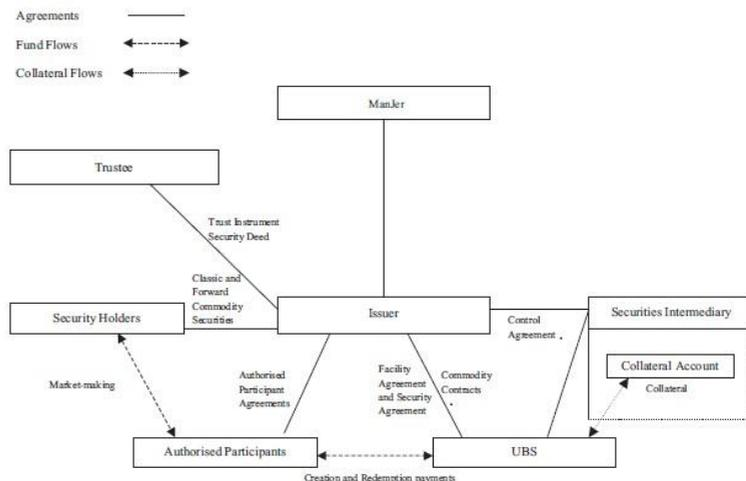 Agreements
Fund Flows
Collateral Flows
ManJer
Trustee
Trust Instrument
Security Deed
Classic and
Forward
Commodity
Securities
Security Holders
Issuer
Securities Intermediary
Control
Agreement
Collateral Account
Collateral
Market-making
Authorised
Participant
Agreements
Facility
Agreement
and Security
Agreement
Commodity
Contracts
Authorised Participants
UBS
Creation and Redemption payments